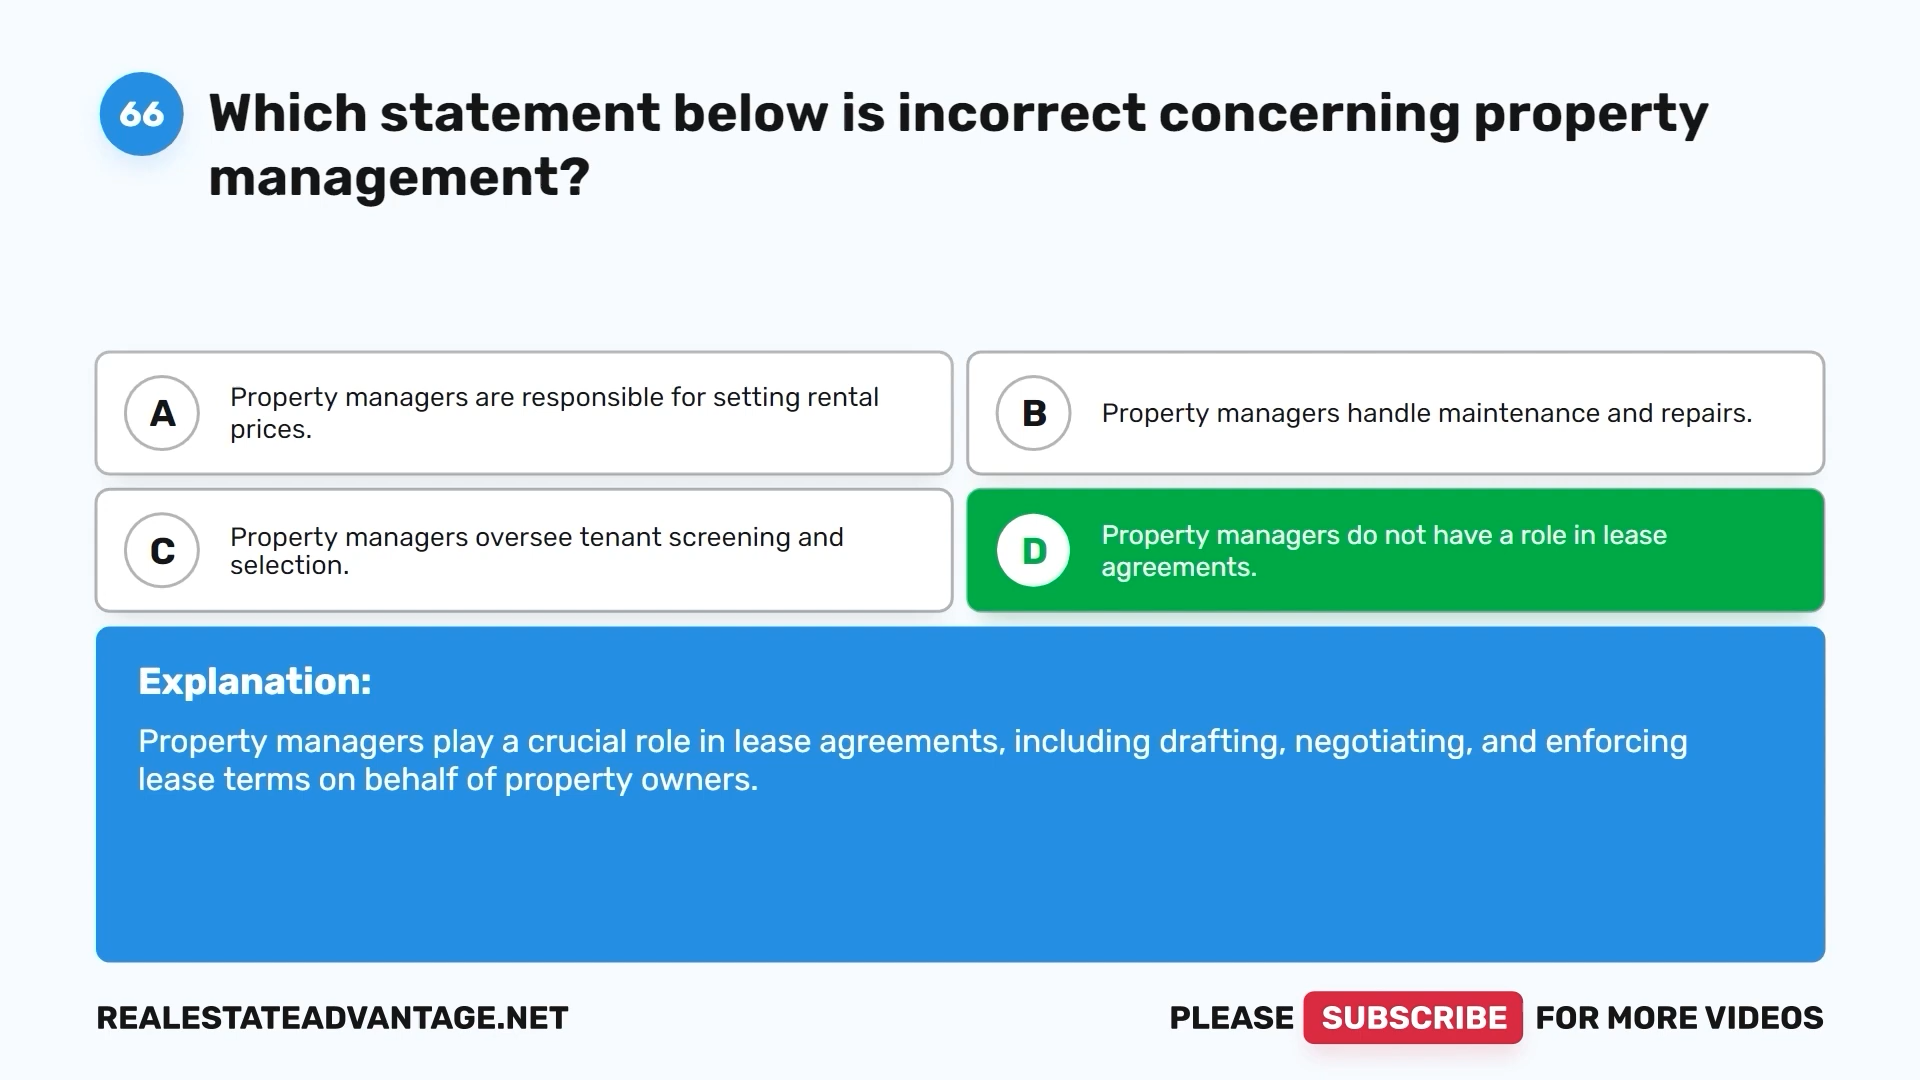 66
Which statement below is incorrect concerning property
management?
A
Property managers are responsible for setting rental
prices.
B
Property managers handle maintenance and repairs.
C
Property managers oversee tenant screening and
selection.
D
Property managers do not have a role in lease
agreements.
Explanation:
Property managers play a crucial role in lease agreements, including drafting, negotiating, and enforcing
lease terms on behalf of property owners.
REALESTATEADVANTAGE.NET
PLEASE SUBSCRIBE FOR MORE VIDEOS